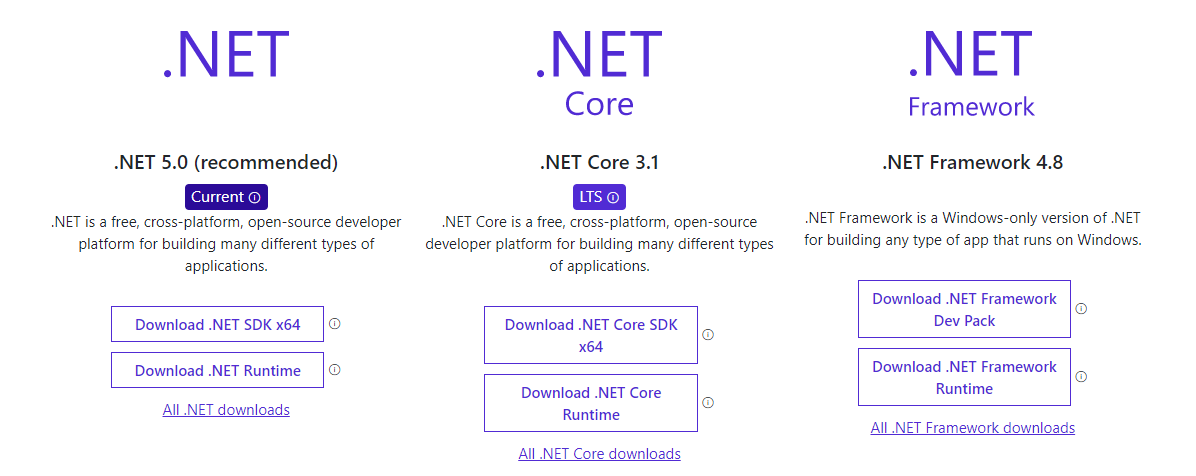 .NET
.NET 5.0 (recommended)
Current
.NET is a free, cross-platform, open-source developer
platform for building many different types of
applications.
Download .NET SDK x64
Download .NET Runtime
All .NET downloads
.NET
Core
.NET Core 3.1
LTS
.NET Core is a free, cross-platform, open-source
developer platform for building many different types
of applications.
Download .NET Core SDK
x64
Download .NET Core
Runtime
All .NET Core downloads
.NET
Framework
.NET Framework 4.8
.NET Framework is a Windows-only version of .NET
for building any type of app that runs on Windows.
Download .NET Framework
Dev Pack
Download .NET Framework
Runtime
All .NET Framework downloads